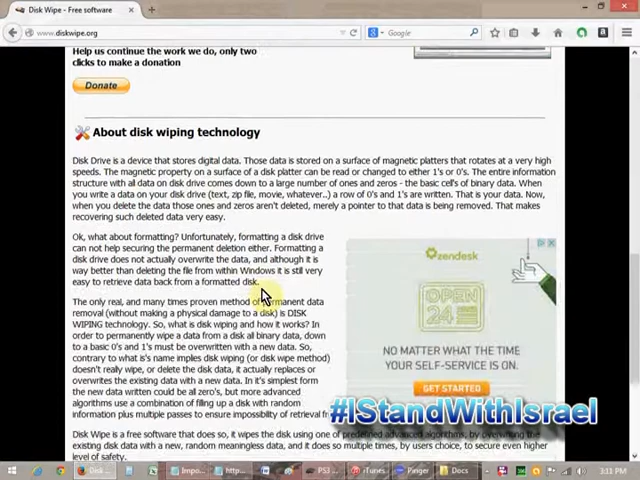 Disk Wipe - Free software
www.diskwipe.org
Google
Help us continue the work we do, only two
clicks to make a donation
Donate
About disk wiping technology
Disk Drive is a device that stores digital data. Those data is stored on a surface of magnetic platters that rotates at a very high
speeds. The magnetic property on a surface of a disk platter can be read or changed to either 1's or 0's. The entire information
structure with all data on disk drive comes down to a large number of ones and zeros - the basic cell's of binary data. When
you write a data on your disk drive (text, zip file, movie, whatever..) a row of 0's and 1's are written. That is your data. Now,
when you delete the data those ones and zeros aren't deleted, merely a pointer to that data is being removed. That makes
recovering such deleted data very easy.
Ok, what about formatting? Unfortunately, formatting a disk drive
can not help securing the permanent deletion either. Formatting a
disk drive does not actually overwrite the data, and although it is
way better than deleting the file from within Windows it is still very
easy to retrieve data back from a formatted disk.
The only real, and many times proven method of permanent data
removal (without making a physical damage to a disk) is DISK
WIPING technology. So, what is disk wiping and how it works? In
order to permanently wipe a data from a disk all binary data, down
to a basic 0's and 1's must be overwritten with a new data. So,
contrary to what is's name implies disk wiping (or disk wipe method)
doesn't really wipe, or delete the disk data, it actually replaces or
overwrites the existing data with a new data. In it's simplest form
the new data written could be all zero's, but more advanced
algorithms use a combination of filling up a disk with random
information plus multiple passes to ensure impossibility of retrieval
zendesk
OPEN
24
NO MATTER WHAT THE TIME
YOUR SELF-SERVICE IS ON.
GET STARTED
#IStandWithIsrael
Disk Wipe is a free software that does so, it wipes the disk using one of predefined advanced algorithms, by overwriting the
existing disk data with a new, random meaningless data, and it does so multiple times, by users choice, to secure even higher
level of safety.
Disk...
Impo...
http...
PS3
iTunes
Pinger
Docs
3:31 PM